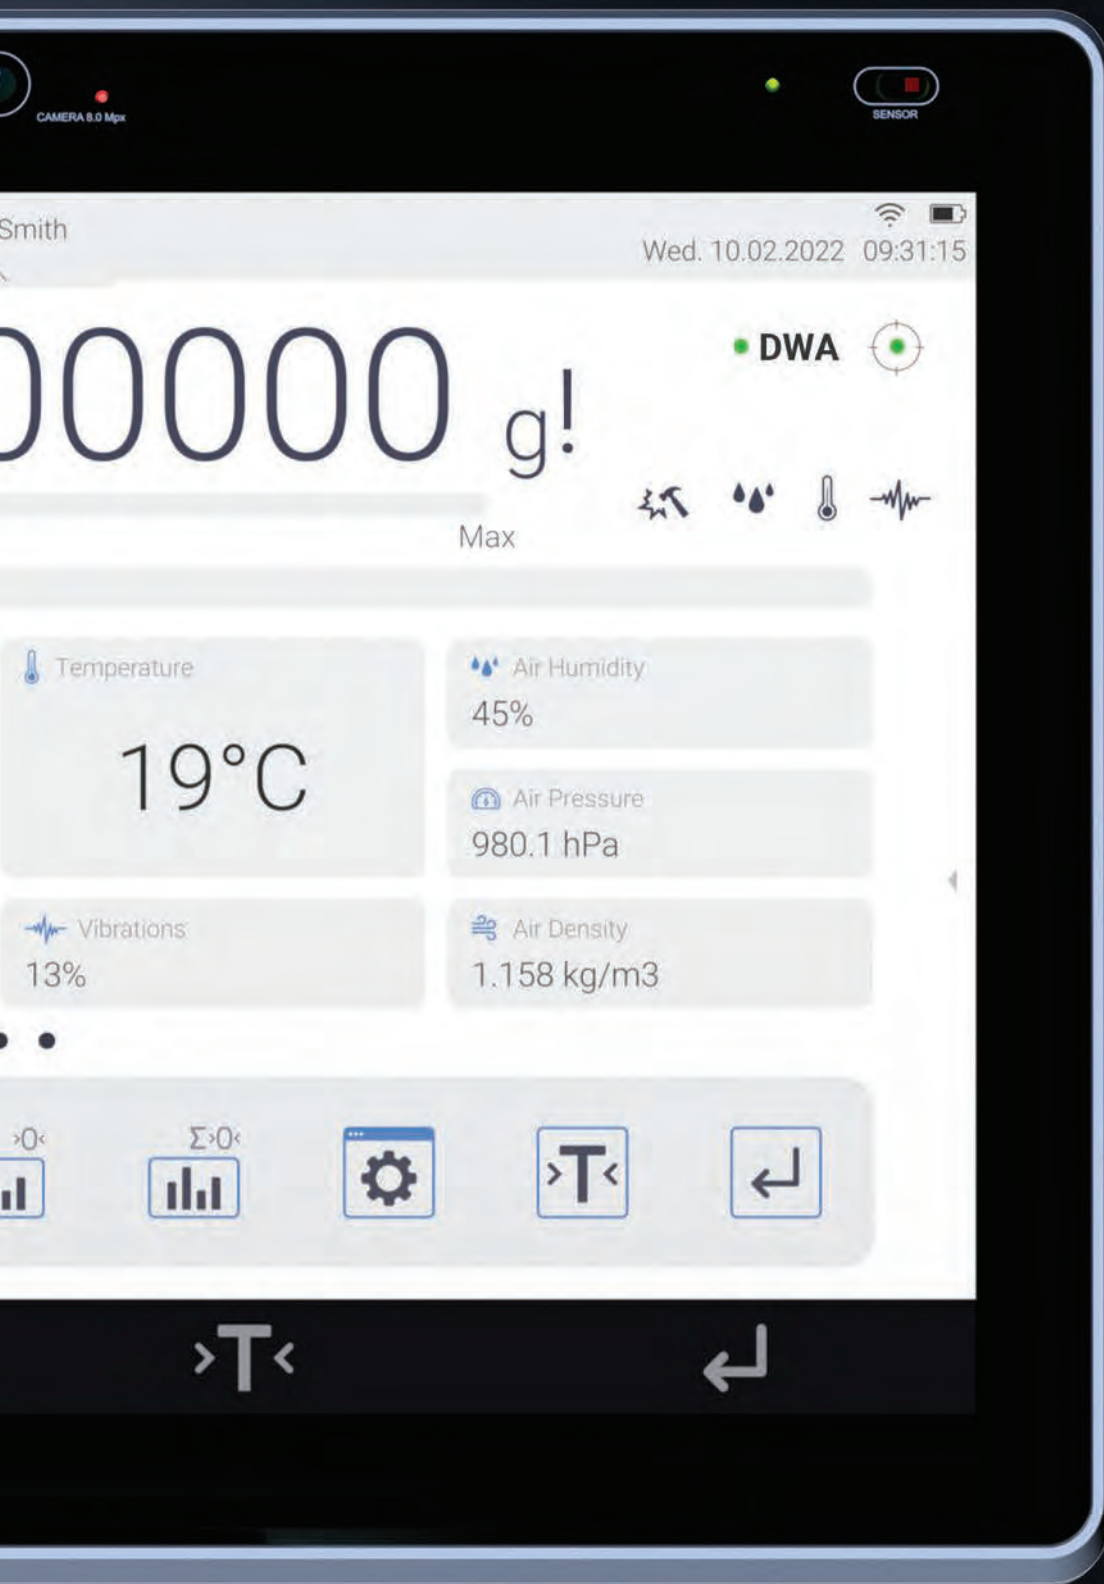 CAMERA 8.0 Mpx
SENSOR
Smith
Wed. 10.02.2022 09:31:15
00000 g!
DWA
Max
Temperature
19°C
Air Humidity
45%
Air Pressure
980.1 hPa
Vibrations
13%
Air Density
1.158 kg/m3
›0‹
Σ›0‹
›T‹
›T‹